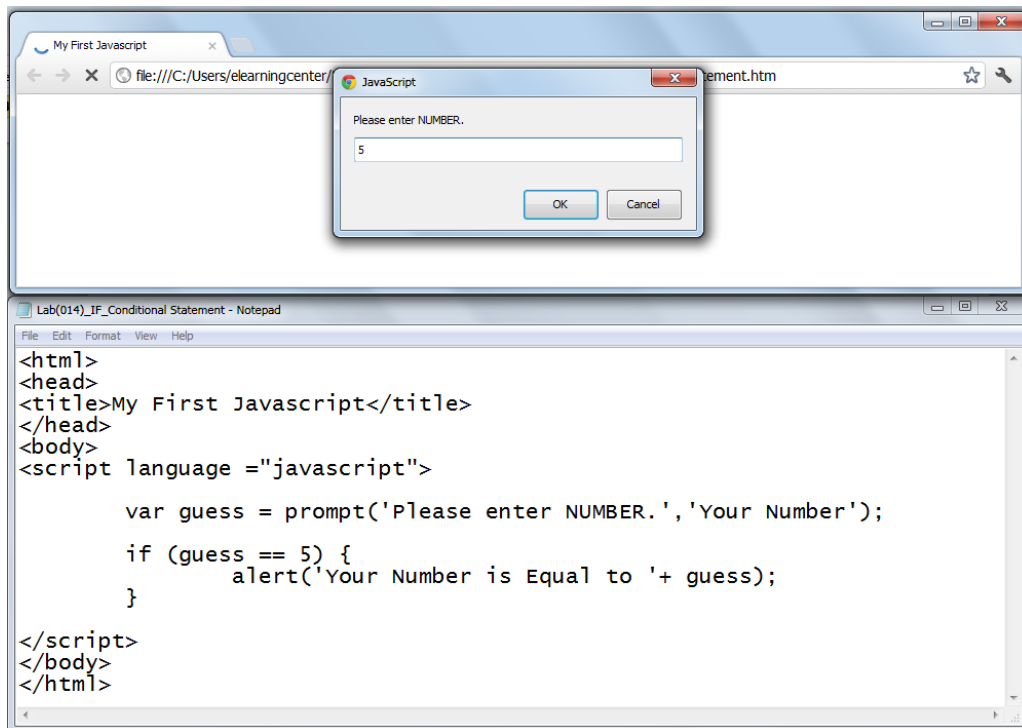 My First Javascript
file:///C:/Users/elearningcenter/
ement.htm
JavaScript
Please enter NUMBER.
5
OK
Cancel
Lab(014)_IF_Conditional Statement - Notepad
File Edit Format View Help
<html>
<head>
<title>My First Javascript</title>
</head>
<body>
<script language ="javascript">
var guess = prompt('Please enter NUMBER.','Your Number');
if (guess == 5) {
alert('Your Number is Equal to '+ guess);
}
</script>
</body>
</html>